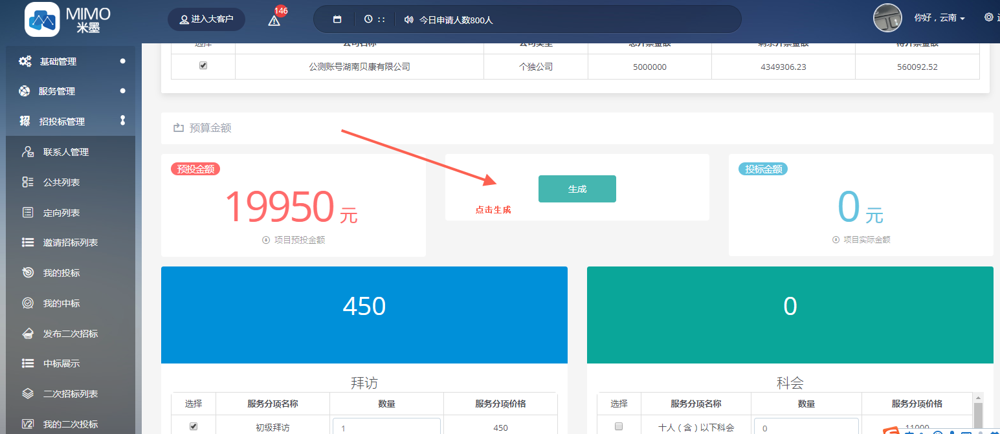 MIMO
米墨
进入大客户
146
: :
今日申请人数800人
你好，云南
基础管理
服务管理
招投标管理
联系人管理
公共列表
定向列表
邀请招标列表
我的投标
我的中标
发布二次招标
中标展示
二次招标列表
我的二次投标
选择 公司名称 公司类型 总开票金额 剩余开票金额 待开票金额
公测账号湖南贝康有限公司 个独公司 5000000 4349306.23 560092.52
预算金额
预投金额
19950 元
项目预投金额
生成
点击生成
投标金额
0 元
项目实际金额
450
拜访
选择 服务分项名称 数量 服务分项价格
初级拜访 1 450
0
科会
选择 服务分项名称 数量 服务分项价格
十人（含）以下科会 0 11000